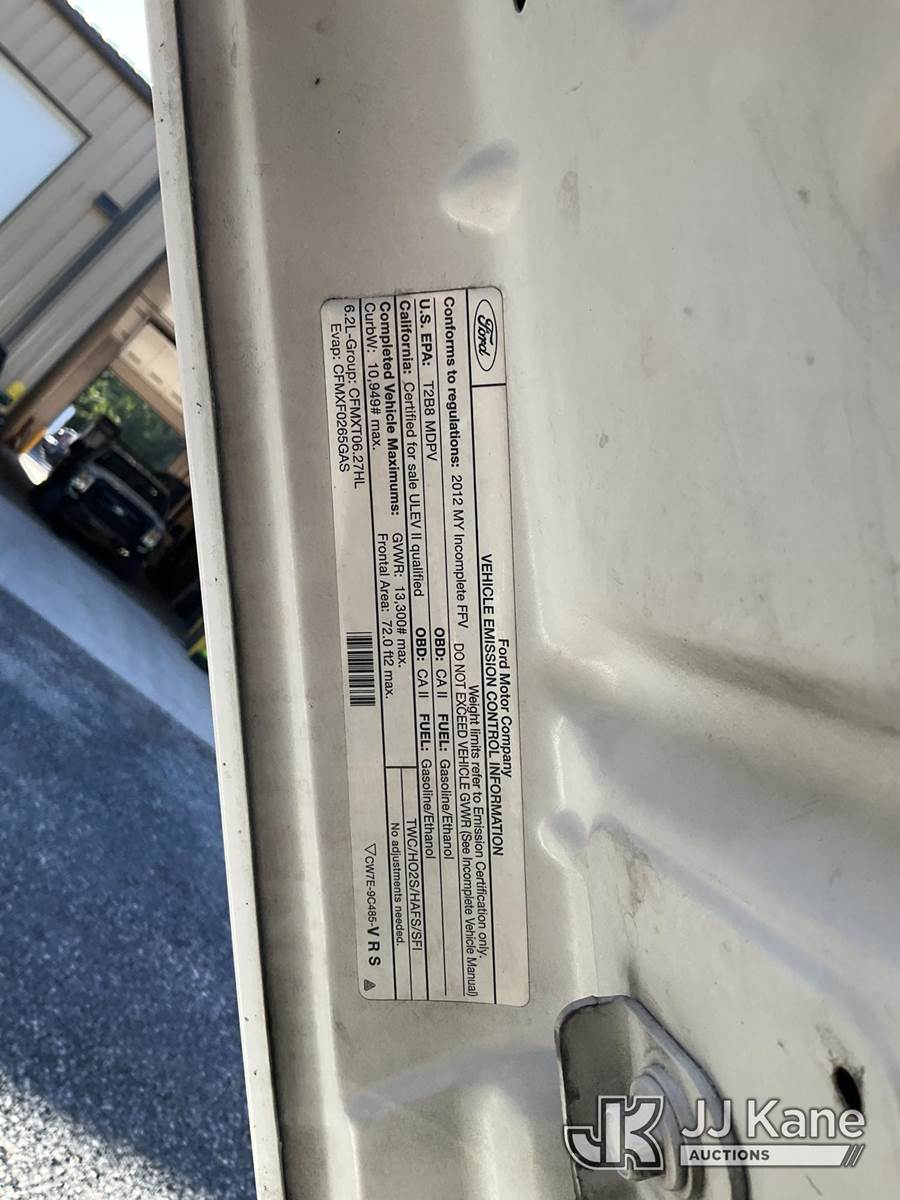 Ford
Ford Motor Company
VEHICLE EMISSION CONTROL INFORMATION
Weight limits refer to Emission Certification only.
Conforms to regulations: 2012 MY Incomplete FFV DO NOT EXCEED VEHICLE GVWR (See Incomplete Vehicle Manual)
U.S. EPA: T2B8 MDPV OBD: CA II FUEL: Gasoline/Ethanol
California: Certified for sale ULEV II qualified OBD: CA II FUEL: Gasoline/Ethanol
Completed Vehicle Maximums: GVWR: 13,300# max. TWC/HO2S/HAFS/SFI
CurbW: 10,949# max. Frontal Area: 72.0 ft2 max. No adjustments needed.
6.2L-Group: CFMXT06.27HL
Evap: CFMXF0265GAS
CW7E-9C485-V R S
JK JJ Kane
AUCTIONS